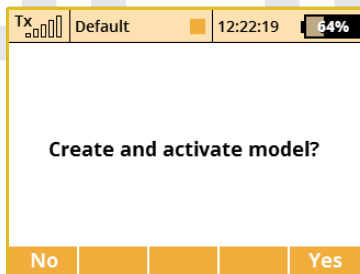 Tx Default 12:22:19 64%
Create and activate model?
No Yes